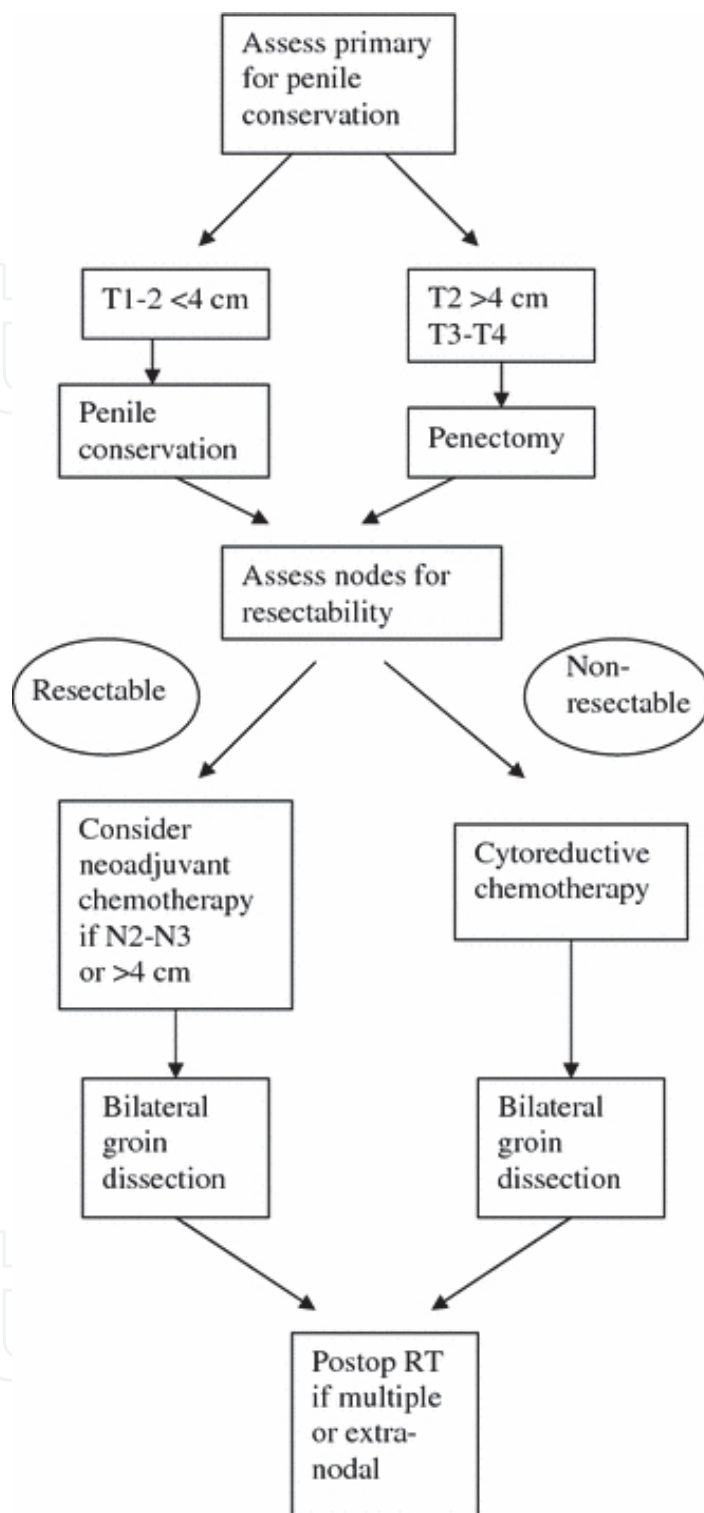 Assess primary
for penile
conservation
T1-2 <4 cm
T2 >4 cm
T3-T4
Penile
conservation
Penectomy
Assess nodes for
resectability
Resectable
Non-
resectable
Consider
neoadjuvant
chemotherapy
if N2-N3
or >4 cm
Cytoreductive
chemotherapy
Bilateral
groin
dissection
Bilateral
groin
dissection
Postop RT
if multiple
or extra-
nodal